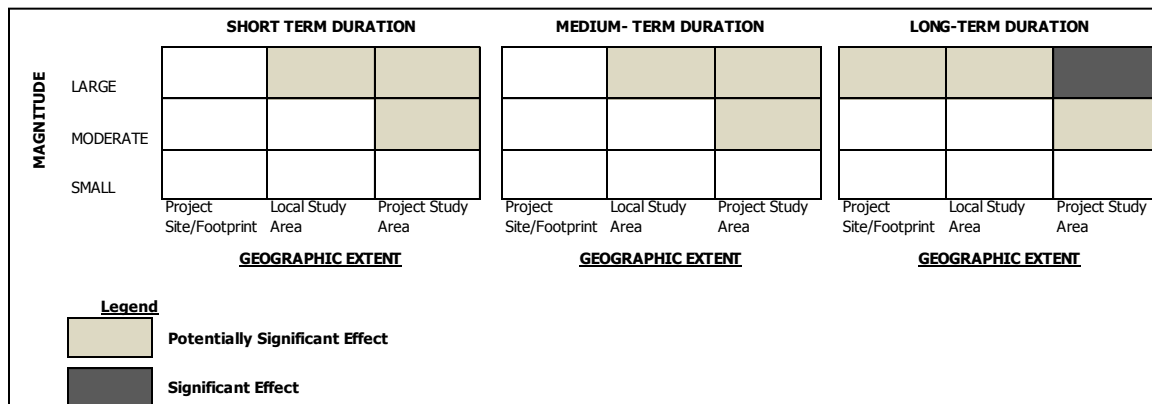 SHORT TERM DURATION
MEDIUM- TERM DURATION
LONG-TERM DURATION
MAGNITUDE
LARGE
MODERATE
SMALL
Project
Site/Footprint
Local Study
Area
Project Study
Area
Project
Site/Footprint
Local Study
Area
Project Study
Area
Project
Site/Footprint
Local Study
Area
Project Study
Area
GEOGRAPHIC EXTENT
GEOGRAPHIC EXTENT
GEOGRAPHIC EXTENT
Legend
Potentially Significant Effect
Significant Effect